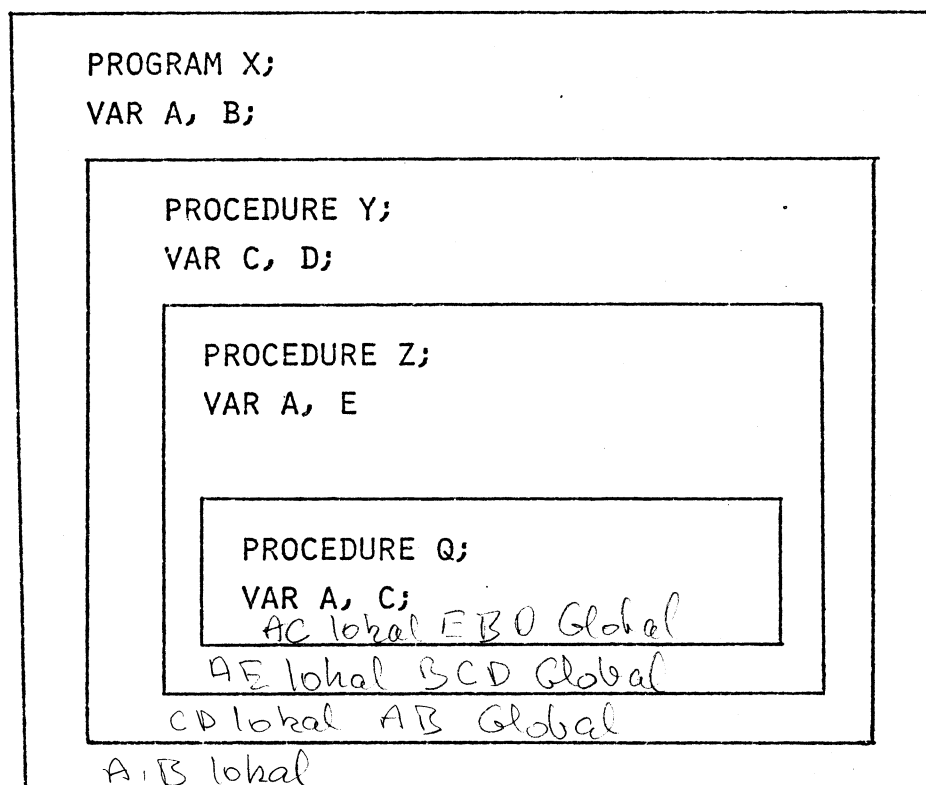 PROGRAM X;
VAR A, B;
PROCEDURE Y;
VAR C, D;
PROCEDURE Z;
VAR A, E
PROCEDURE Q;
VAR A, C;
AC lokal EBD Global
AE lokal BCD Global
CD lokal AB Global
A,B lokal